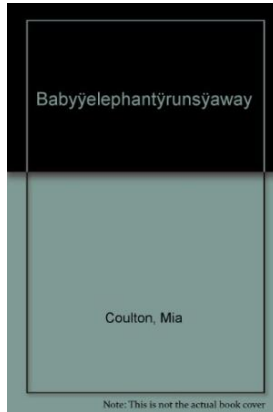 Babyÿelephantÿrunsÿaway
Coulton, Mia
Note: This is not the actual book cover